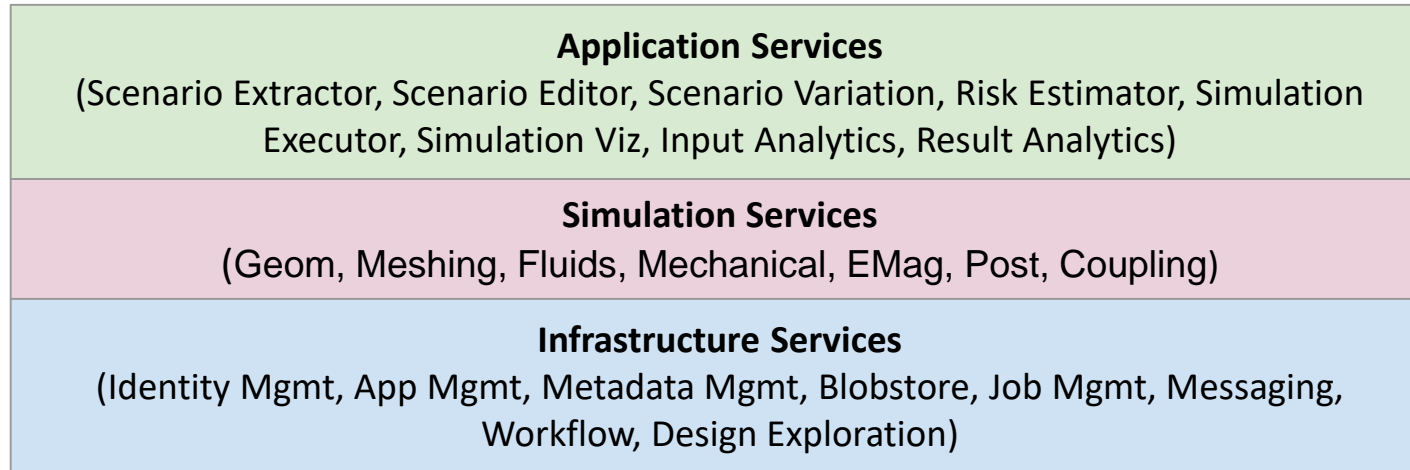 Application Services
(Scenario Extractor, Scenario Editor, Scenario Variation, Risk Estimator, Simulation
Executor, Simulation Viz, Input Analytics, Result Analytics)
Simulation Services
(Geom, Meshing, Fluids, Mechanical, EMag, Post, Coupling)
Infrastructure Services
(Identity Mgmt, App Mgmt, Metadata Mgmt, Blobstore, Job Mgmt, Messaging,
Workflow, Design Exploration)